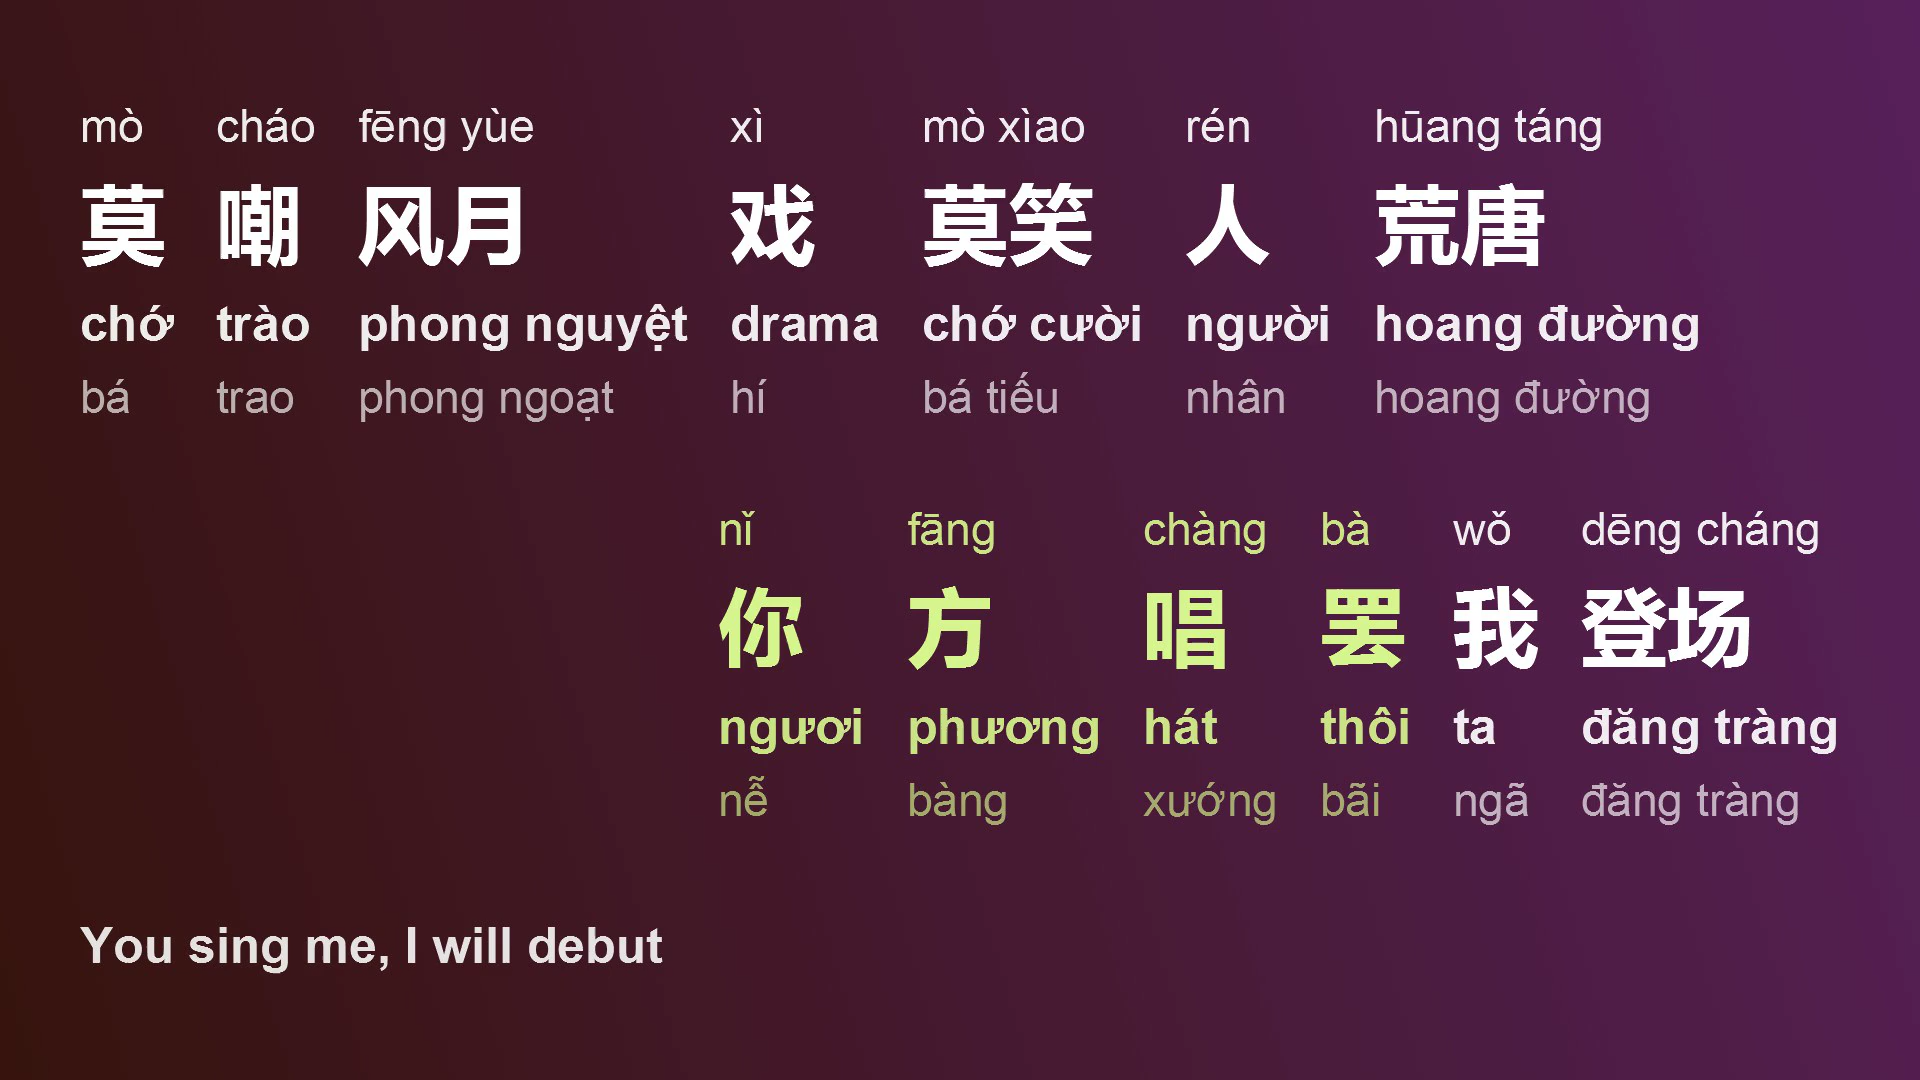 mò cháo fēng yùe xì mò xìao rén hūang táng
莫 嘲 风月 戏 莫笑 人 荒唐
chớ trào phong nguyệt drama chớ cười người hoang đường
bá trao phong ngoạt hí bá tiếu nhân hoang đường
nǐ fāng chàng bà wǒ dēng cháng
你 方 唱 罢 我 登场
ngươi phương hát thôi ta đăng tràng
nễ bàng xướng bãi ngã đăng tràng
You sing me, I will debut